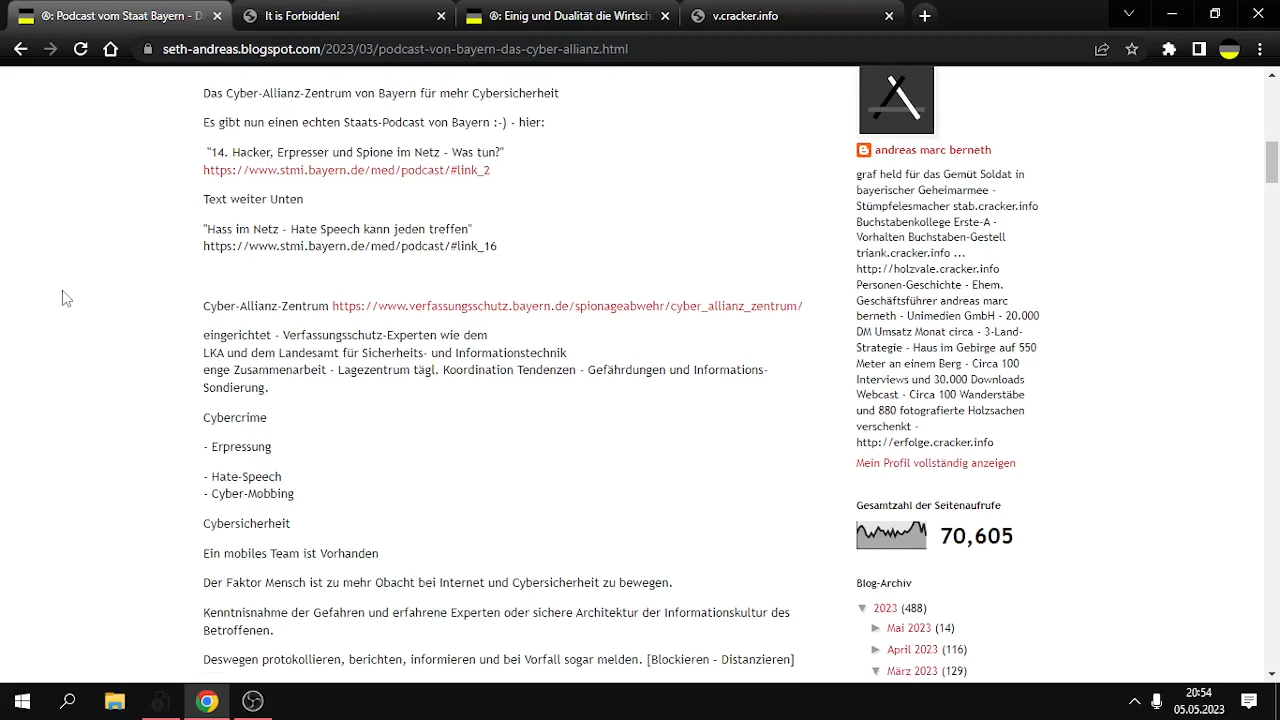 Ⓐ: Podcast vom Staat Bayern - D
It is Forbidden!
Ⓐ: Einig und Dualität die Wirtsch
v.cracker.info
seth-andreas.blogspot.com/2023/03/podcast-von-bayern-das-cyber-allianz.html
Das Cyber-Allianz-Zentrum von Bayern für mehr Cybersicherheit
Es gibt nun einen echten Staats-Podcast von Bayern :-) - hier:
"14. Hacker, Erpresser und Spione im Netz - Was tun?"
https://www.stmi.bayern.de/med/podcast/#link_2
Text weiter Unten
"Hass im Netz - Hate Speech kann jeden treffen"
https://www.stmi.bayern.de/med/podcast/#link_16
Cyber-Allianz-Zentrum https://www.verfassungsschutz.bayern.de/spionageabwehr/cyber_allianz_zentrum/
eingerichtet - Verfassungsschutz-Experten wie dem
LKA und dem Landesamt für Sicherheits- und Informationstechnik
enge Zusammenarbeit - Lagezentrum tägl. Koordination Tendenzen - Gefährdungen und Informations-
Sondierung.
Cybercrime
- Erpressung
- Hate-Speech
- Cyber-Mobbing
Cybersicherheit
Ein mobiles Team ist Vorhanden
Der Faktor Mensch ist zu mehr Obacht bei Internet und Cybersicherheit zu bewegen.
Kenntnisnahme der Gefahren und erfahrene Experten oder sichere Architektur der Informationskultur des
Betroffenen.
Deswegen protokollieren, berichten, informieren und bei Vorfall sogar melden. [Blockieren - Distanzieren]
andreas marc berneth
graf held für das Gemüt Soldat in
bayerischer Geheimarmee -
Stümpfelesmacher stab.cracker.info
Buchstabenkollege Erste-A -
Vorhalten Buchstaben-Gestell
triank.cracker.info ...
http://holzvale.cracker.info
Personen-Geschichte - Ehem.
Geschäftsführer andreas marc
berneth - Unimedien GmbH - 20.000
DM Umsatz Monat circa - 3-Land-
Strategie - Haus im Gebirge auf 550
Meter an einem Berg - Circa 100
Interviews und 30.000 Downloads
Webcast - Circa 100 Wanderstäbe
und 880 fotografierte Holzsachen
verschenkt -
http://erfolge.cracker.info
Mein Profil vollständig anzeigen
Gesamtzahl der Seitenaufrufe
70,605
Blog-Archiv
▼ 2023 (488)
► Mai 2023 (14)
► April 2023 (116)
▼ März 2023 (129)
20:54
05.05.2023